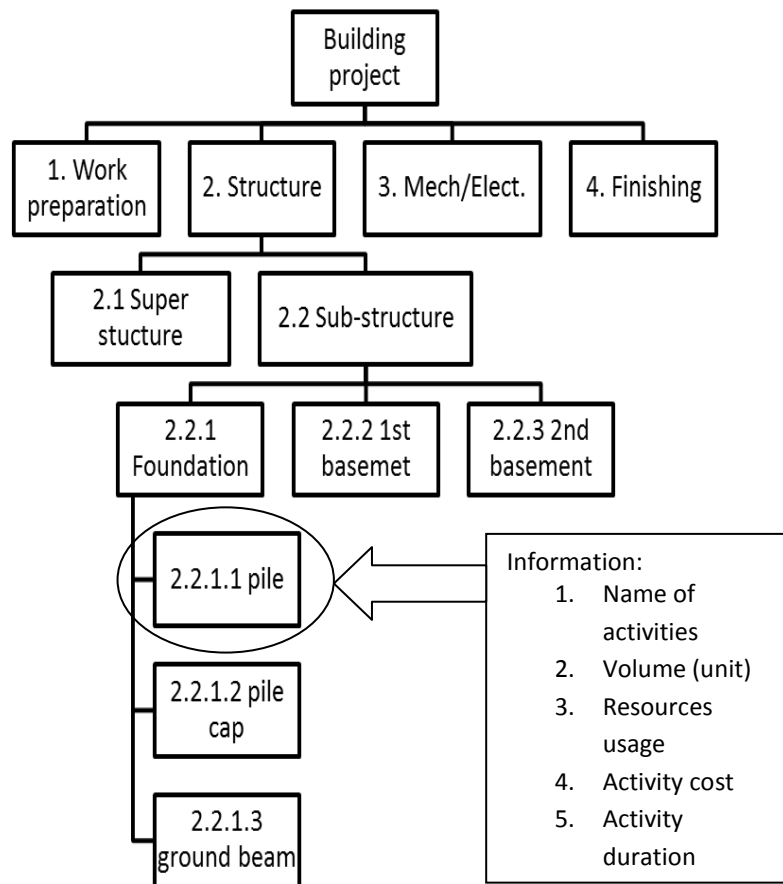 Building
project
1. Work
preparation
2. Structure
3. Mech/Elect.
4. Finishing
2.1 Super
stucture
2.2 Sub-structure
2.2.1
Foundation
2.2.2 1st
basemet
2.2.3 2nd
basement
2.2.1.1 pile
2.2.1.2 pile
cap
2.2.1.3
ground beam
Information:
1. Name of
activities
2. Volume (unit)
3. Resources
usage
4. Activity cost
5. Activity
duration